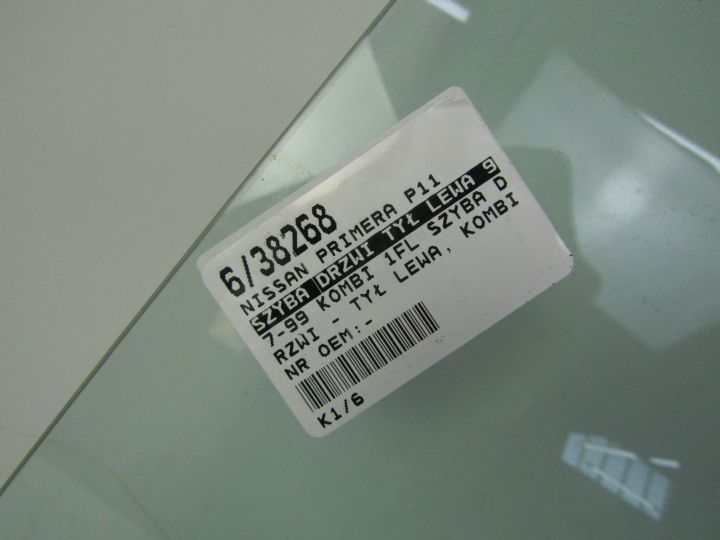 6/38268
NISSAN PRIMERA P11
SZYBA DRZWI TYŁ LEWA 9
7-99 KOMBI 1FL SZYBA D
RZWI - TYŁ LEWA, KOMBI
NR OEM:-
K1/6